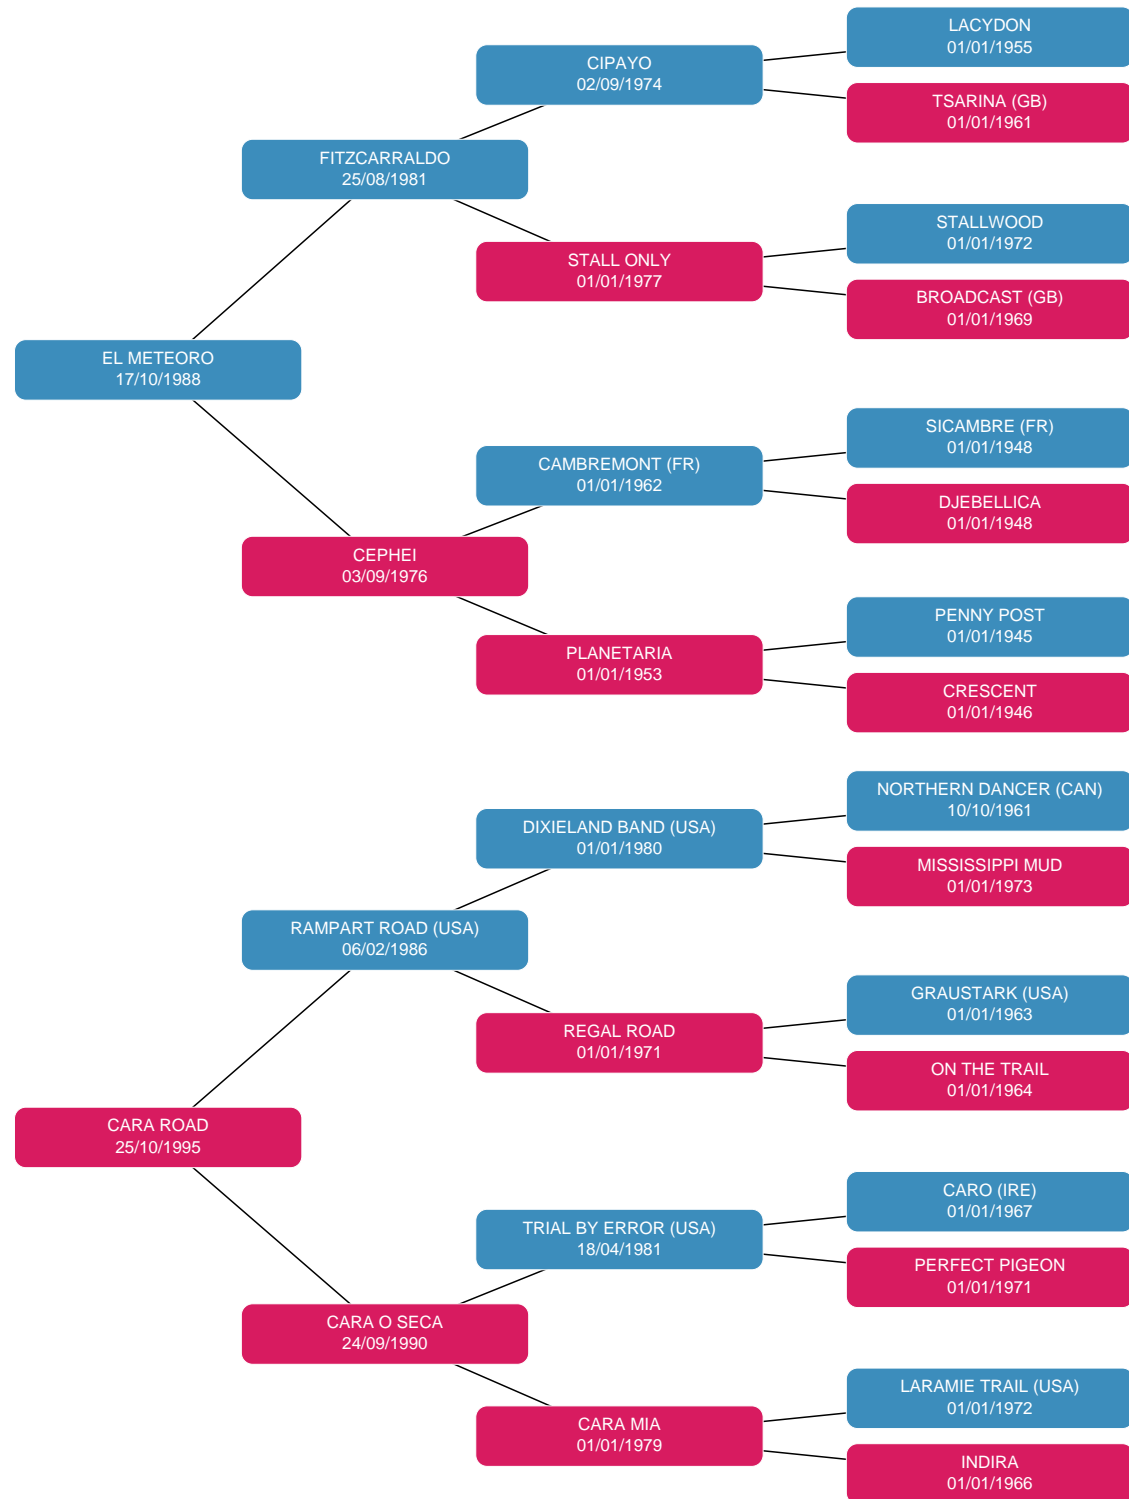 LACYDON
01/01/1955
CIPAYO
02/09/1974
TSARINA (GB)
01/01/1961
FITZCARRALDO
25/08/1981
STALLWOOD
01/01/1972
STALL ONLY
01/01/1977
BROADCAST (GB)
01/01/1969
EL METEORO
17/10/1988
SICAMBRE (FR)
01/01/1948
CAMBREMONT (FR)
01/01/1962
DJEBELLICA
01/01/1948
CEPHEI
03/09/1976
PENNY POST
01/01/1945
PLANETARIA
01/01/1953
CRESCENT
01/01/1946
NORTHERN DANCER (CAN)
10/10/1961
DIXIELAND BAND (USA)
01/01/1980
MISSISSIPPI MUD
01/01/1973
RAMPART ROAD (USA)
06/02/1986
GRAUSTARK (USA)
01/01/1963
REGAL ROAD
01/01/1971
ON THE TRAIL
01/01/1964
CARA ROAD
25/10/1995
CARO (IRE)
01/01/1967
TRIAL BY ERROR (USA)
18/04/1981
PERFECT PIGEON
01/01/1971
CARA O SECA
24/09/1990
LARAMIE TRAIL (USA)
01/01/1972
CARA MIA
01/01/1979
INDIRA
01/01/1966